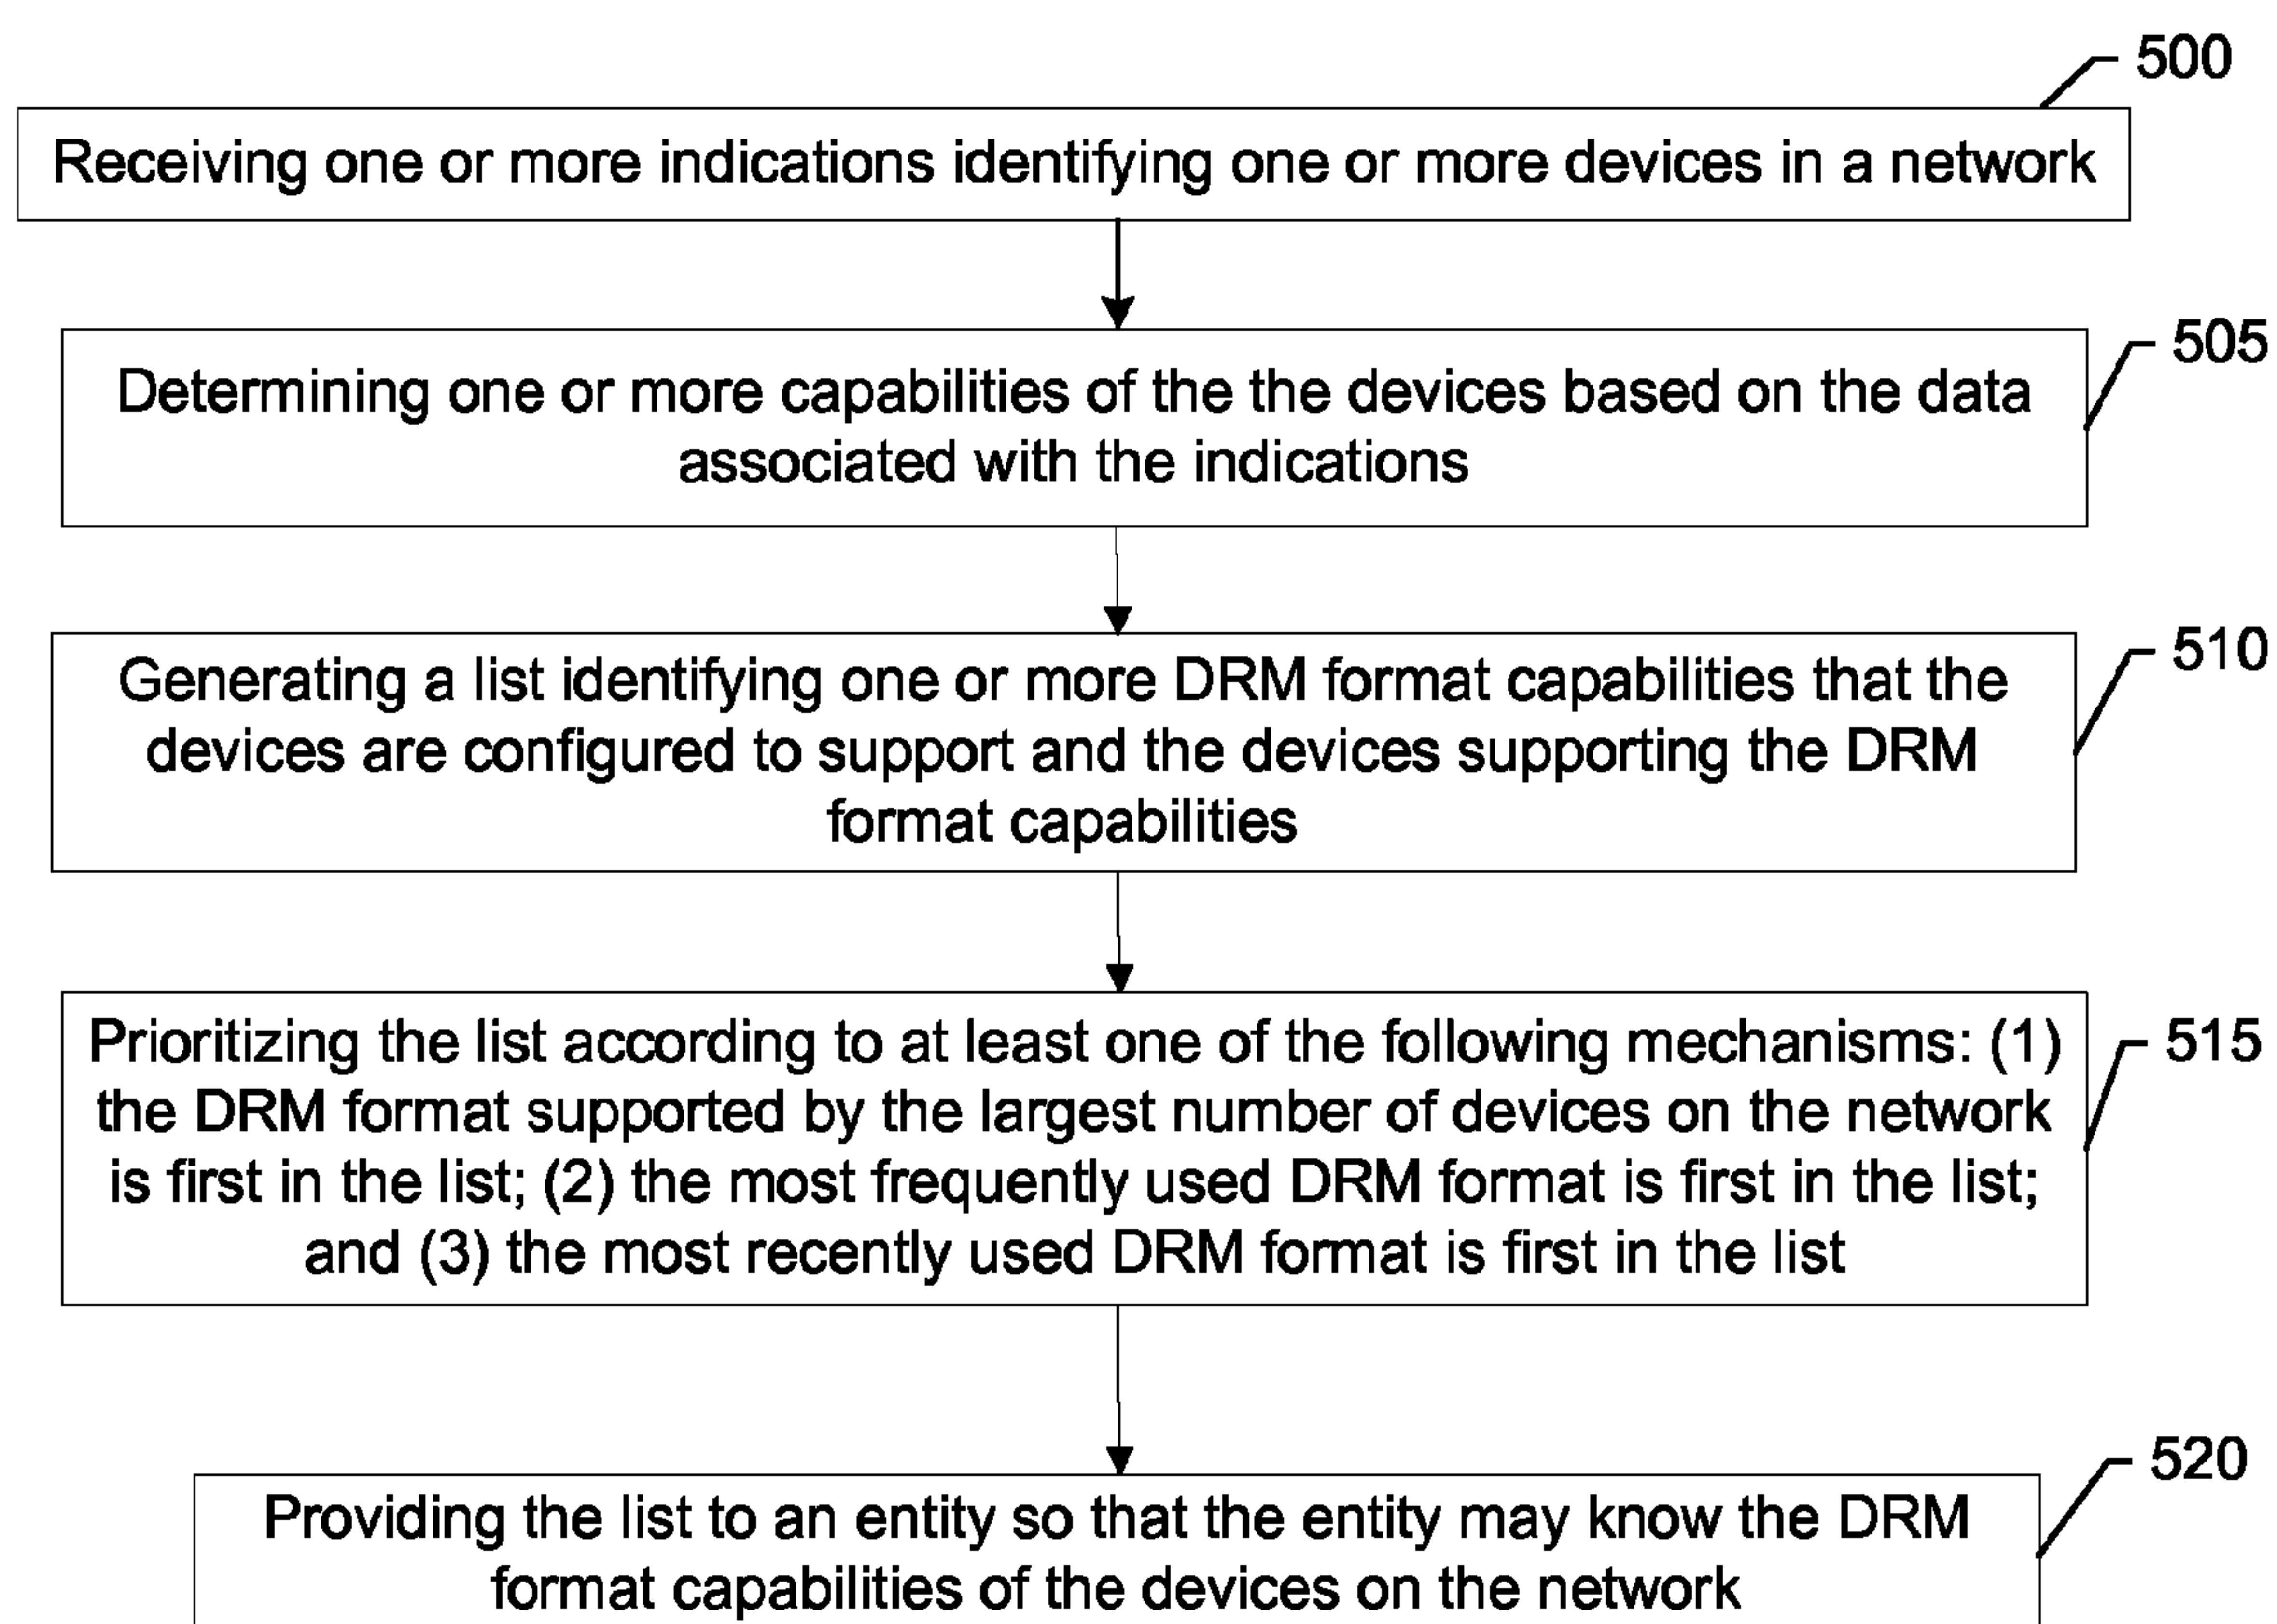 500
Receiving one or more indications identifying one or more devices in a network
505
Determining one or more capabilities of the the devices based on the data
associated with the indications
510
Generating a list identifying one or more DRM format capabilities that the
devices are configured to support and the devices supporting the DRM
format capabilities
515
Prioritizing the list according to at least one of the following mechanisms: (1)
the DRM format supported by the largest number of devices on the network
is first in the list; (2) the most frequently used DRM format is first in the list;
and (3) the most recently used DRM format is first in the list
520
Providing the list to an entity so that the entity may know the DRM
format capabilities of the devices on the network